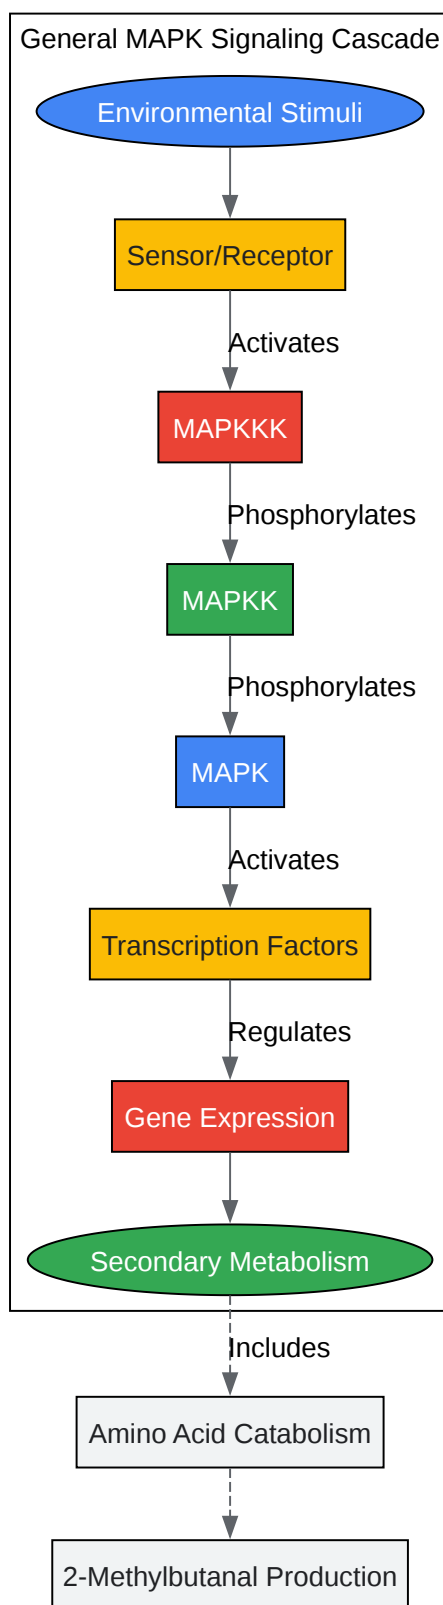 General MAPK Signaling Cascade
Environmental Stimuli
Sensor/Receptor
Activates
MAPKKK
Phosphorylates
MAPKK
Phosphorylates
MAPK
Activates
Transcription Factors
Regulates
Gene Expression
Secondary Metabolism
Includes
Amino Acid Catabolism
2-Methylbutanal Production